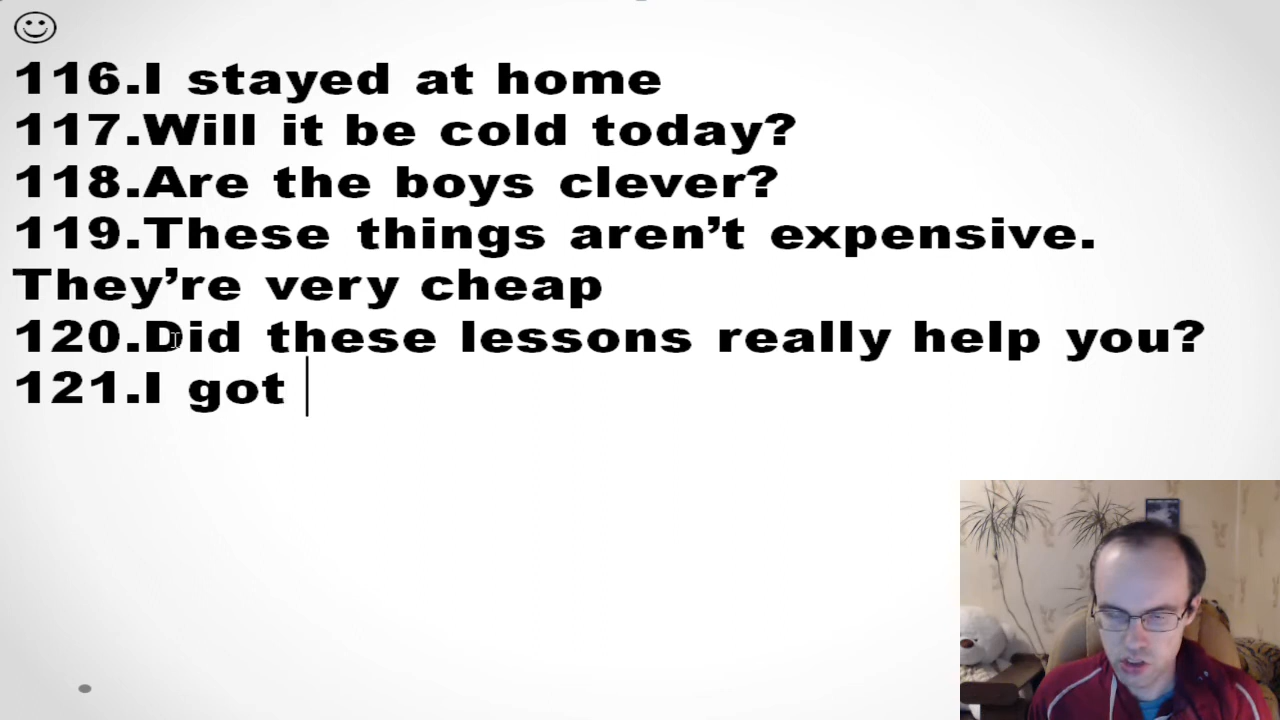 116.I stayed at home
117.Will it be cold today?
118.Are the boys clever?
119.These things aren’t expensive.
They’re very cheap
120.Did these lessons really help you?
121.I got